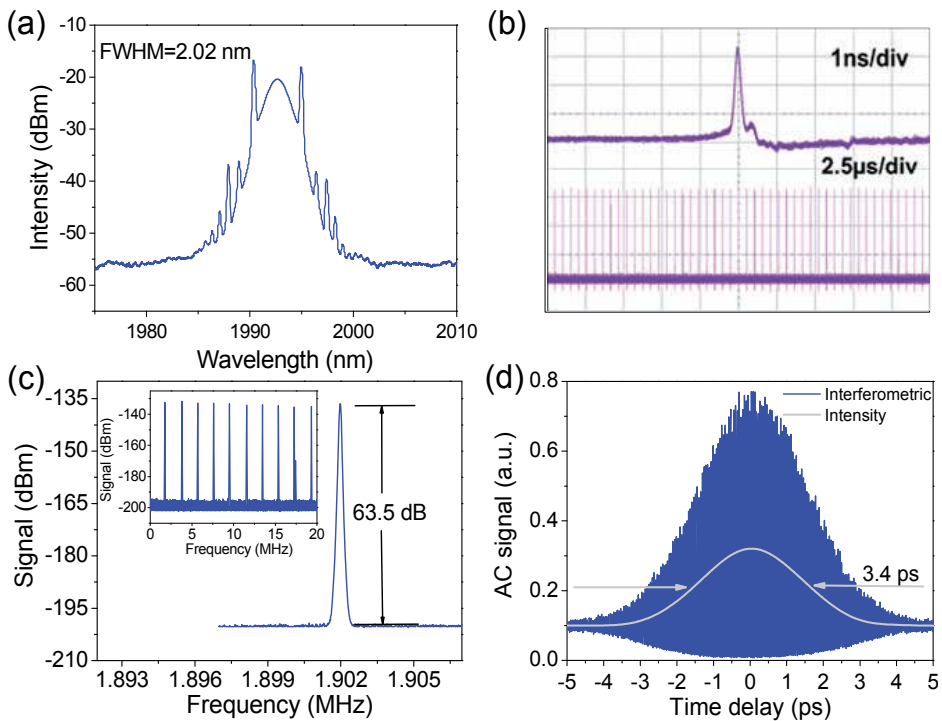 (a)
FWHM=2.02 nm
Intensity (dBm)
-10
-20
-30
-40
-50
-60
1980
1990
2000
2010
Wavelength (nm)
(b)
1ns/div
2.5μs/div
(c)
Signal (dBm)
-135
-150
-165
-180
-195
-210
1.893
1.896
1.899
1.902
1.905
Frequency (MHz)
63.5 dB
Signal (dBm)
-140
-160
-180
-200
0
5
10
15
20
Frequency (MHz)
(d)
AC signal (a.u.)
0.8
0.6
0.4
0.2
0.0
Interferometric
Intensity
3.4 ps
-5
-4
-3
-2
-1
0
1
2
3
4
5
Time delay (ps)